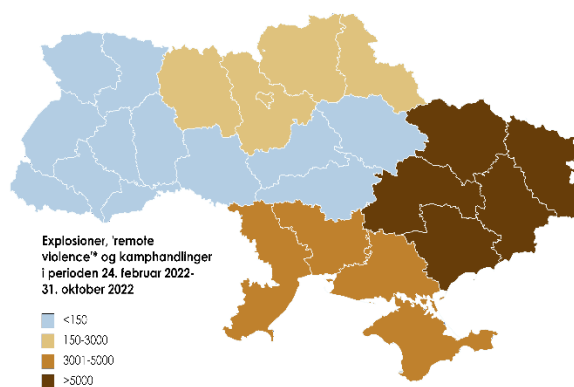 Explosioner, 'remote
violence'* og kamphandlinger
i perioden 24. februar 2022-
31. oktober 2022
<150
150-3000
3001-5000
>5000